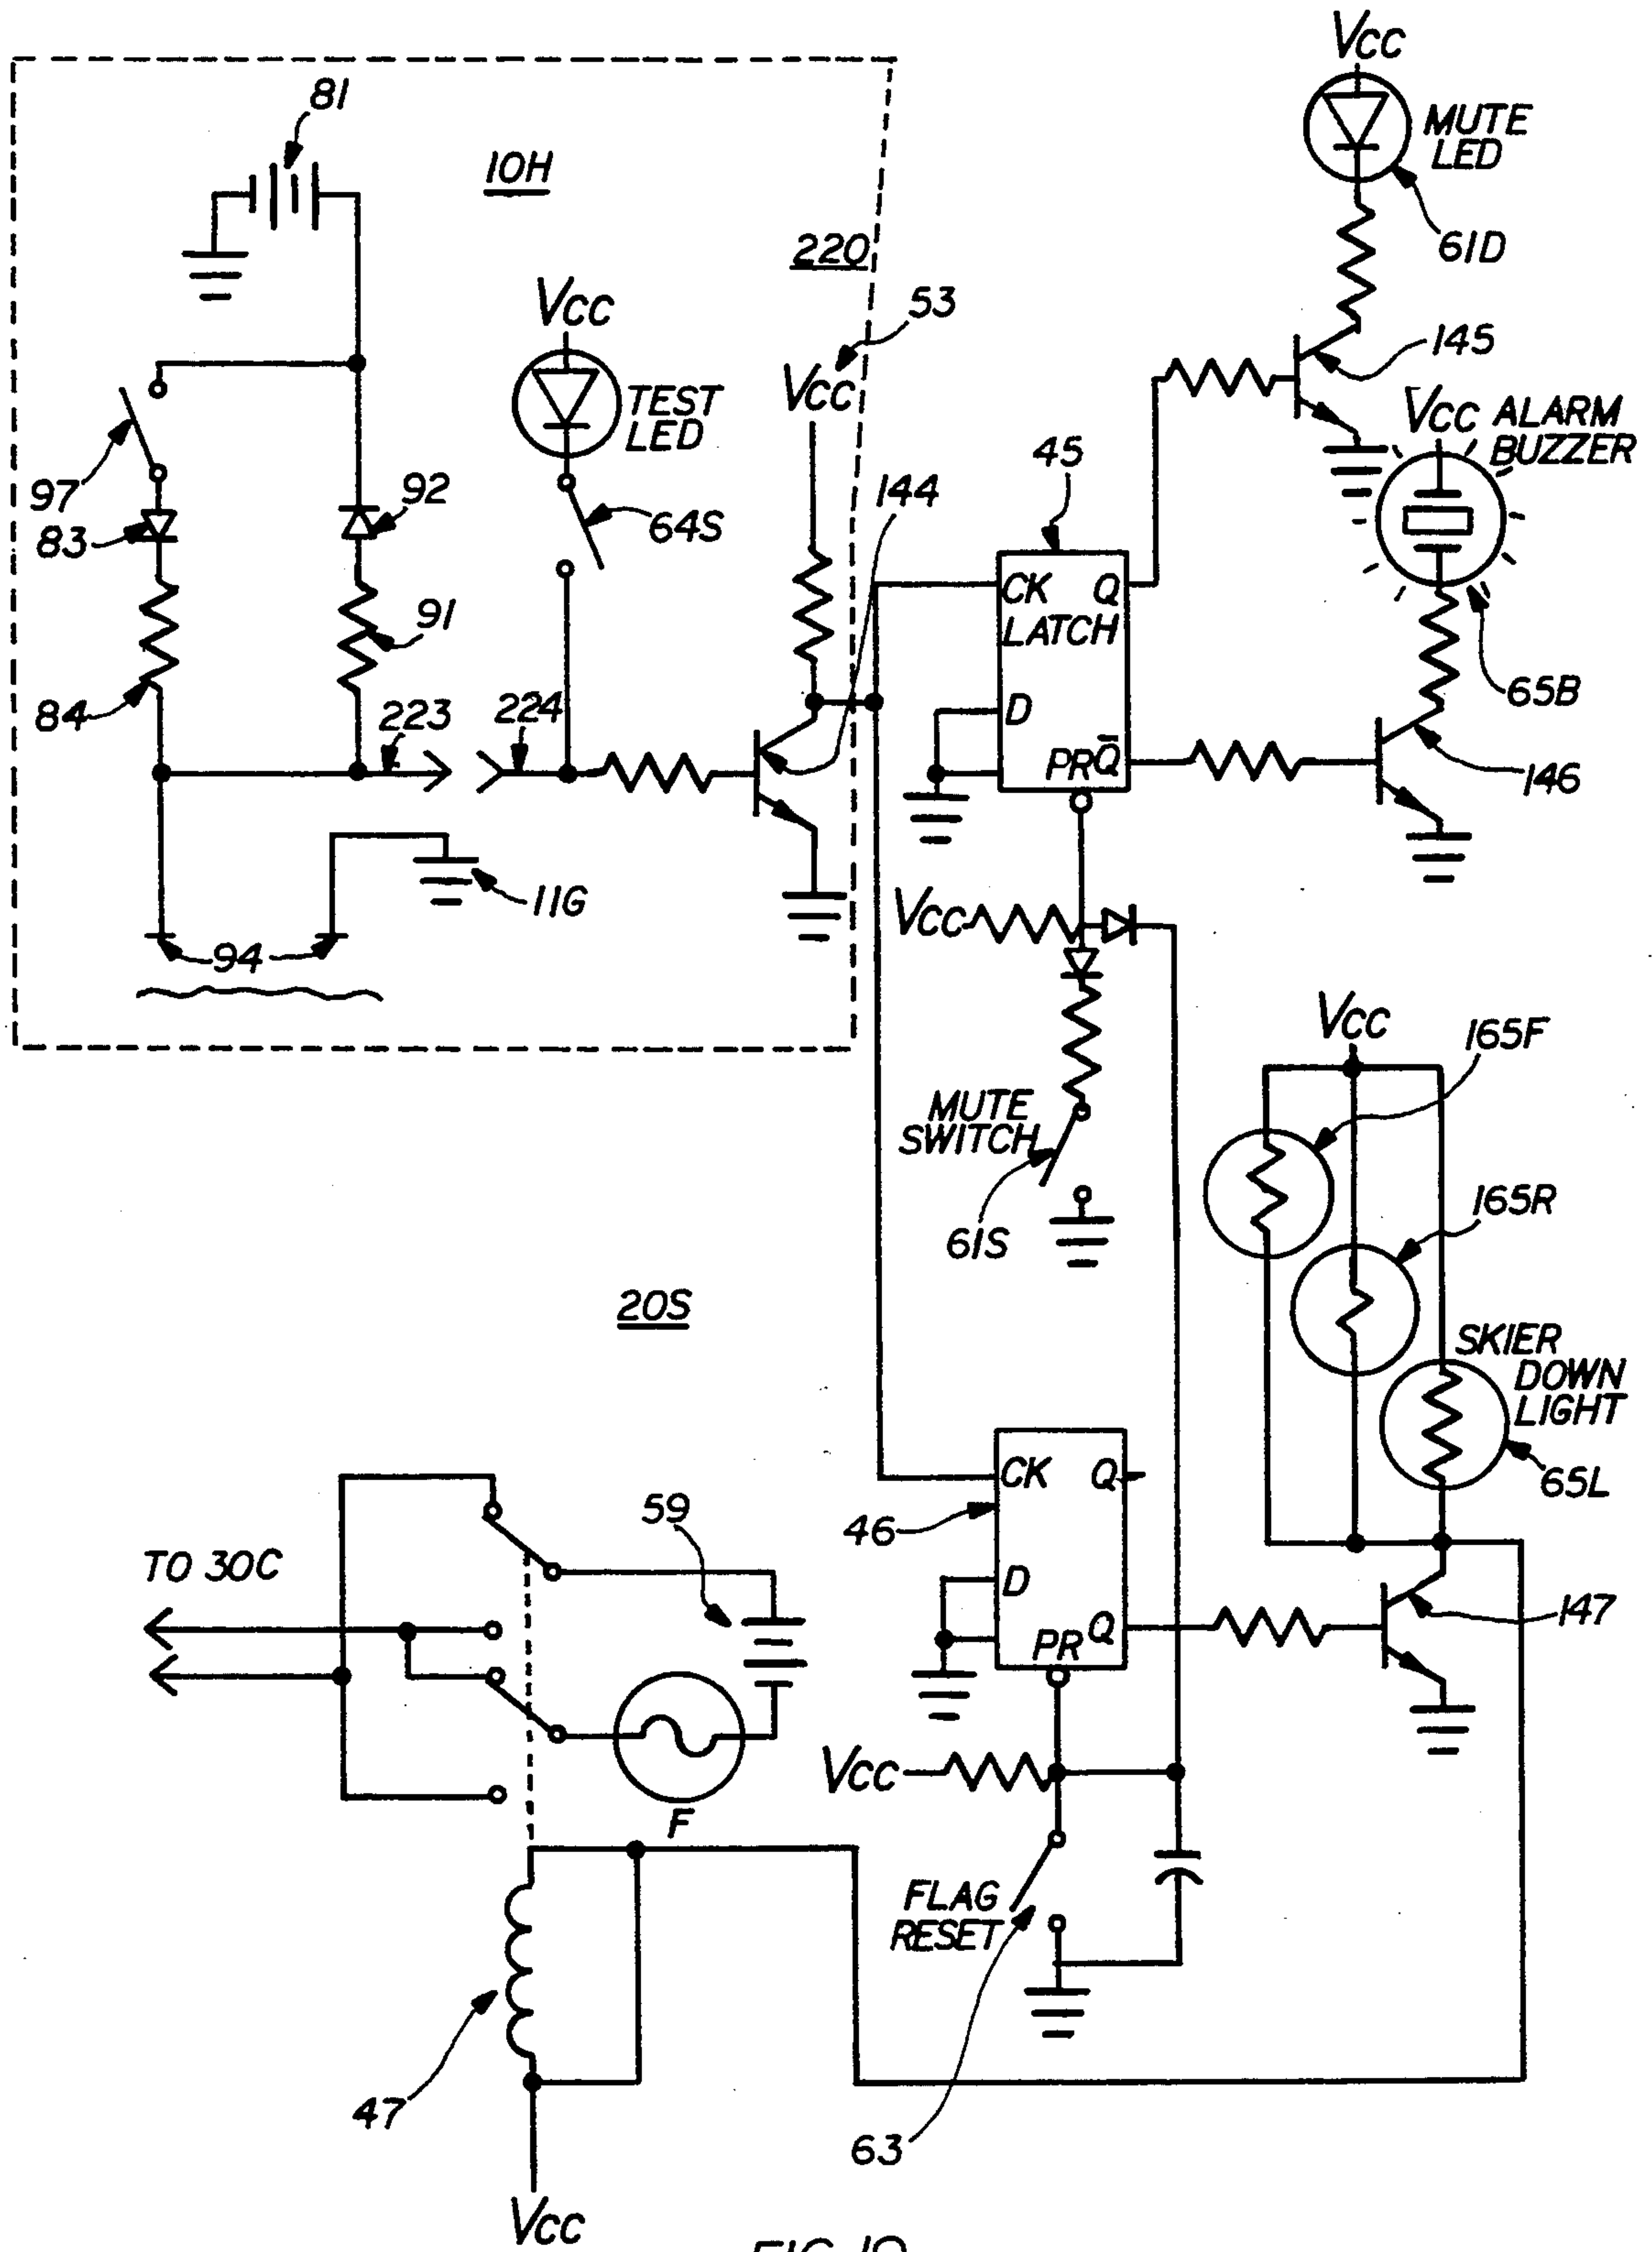 VCC
MUTE
LED
61D
81
10H
220
53
VCC
TEST
LED
VCC
145
VCC ALARM
BUZZER
97
83
92
64S
144
45
CK Q
LATCH
D
PR Q̅
91
84
223
224
65B
146
11G
94
VCC
MUTE
SWITCH
61S
VCC
165F
165R
SKIER
DOWN
LIGHT
65L
20S
59
TO 30C
46
CK Q
D
PR Q
147
VCC
F
FLAG
RESET
47
63
VCC